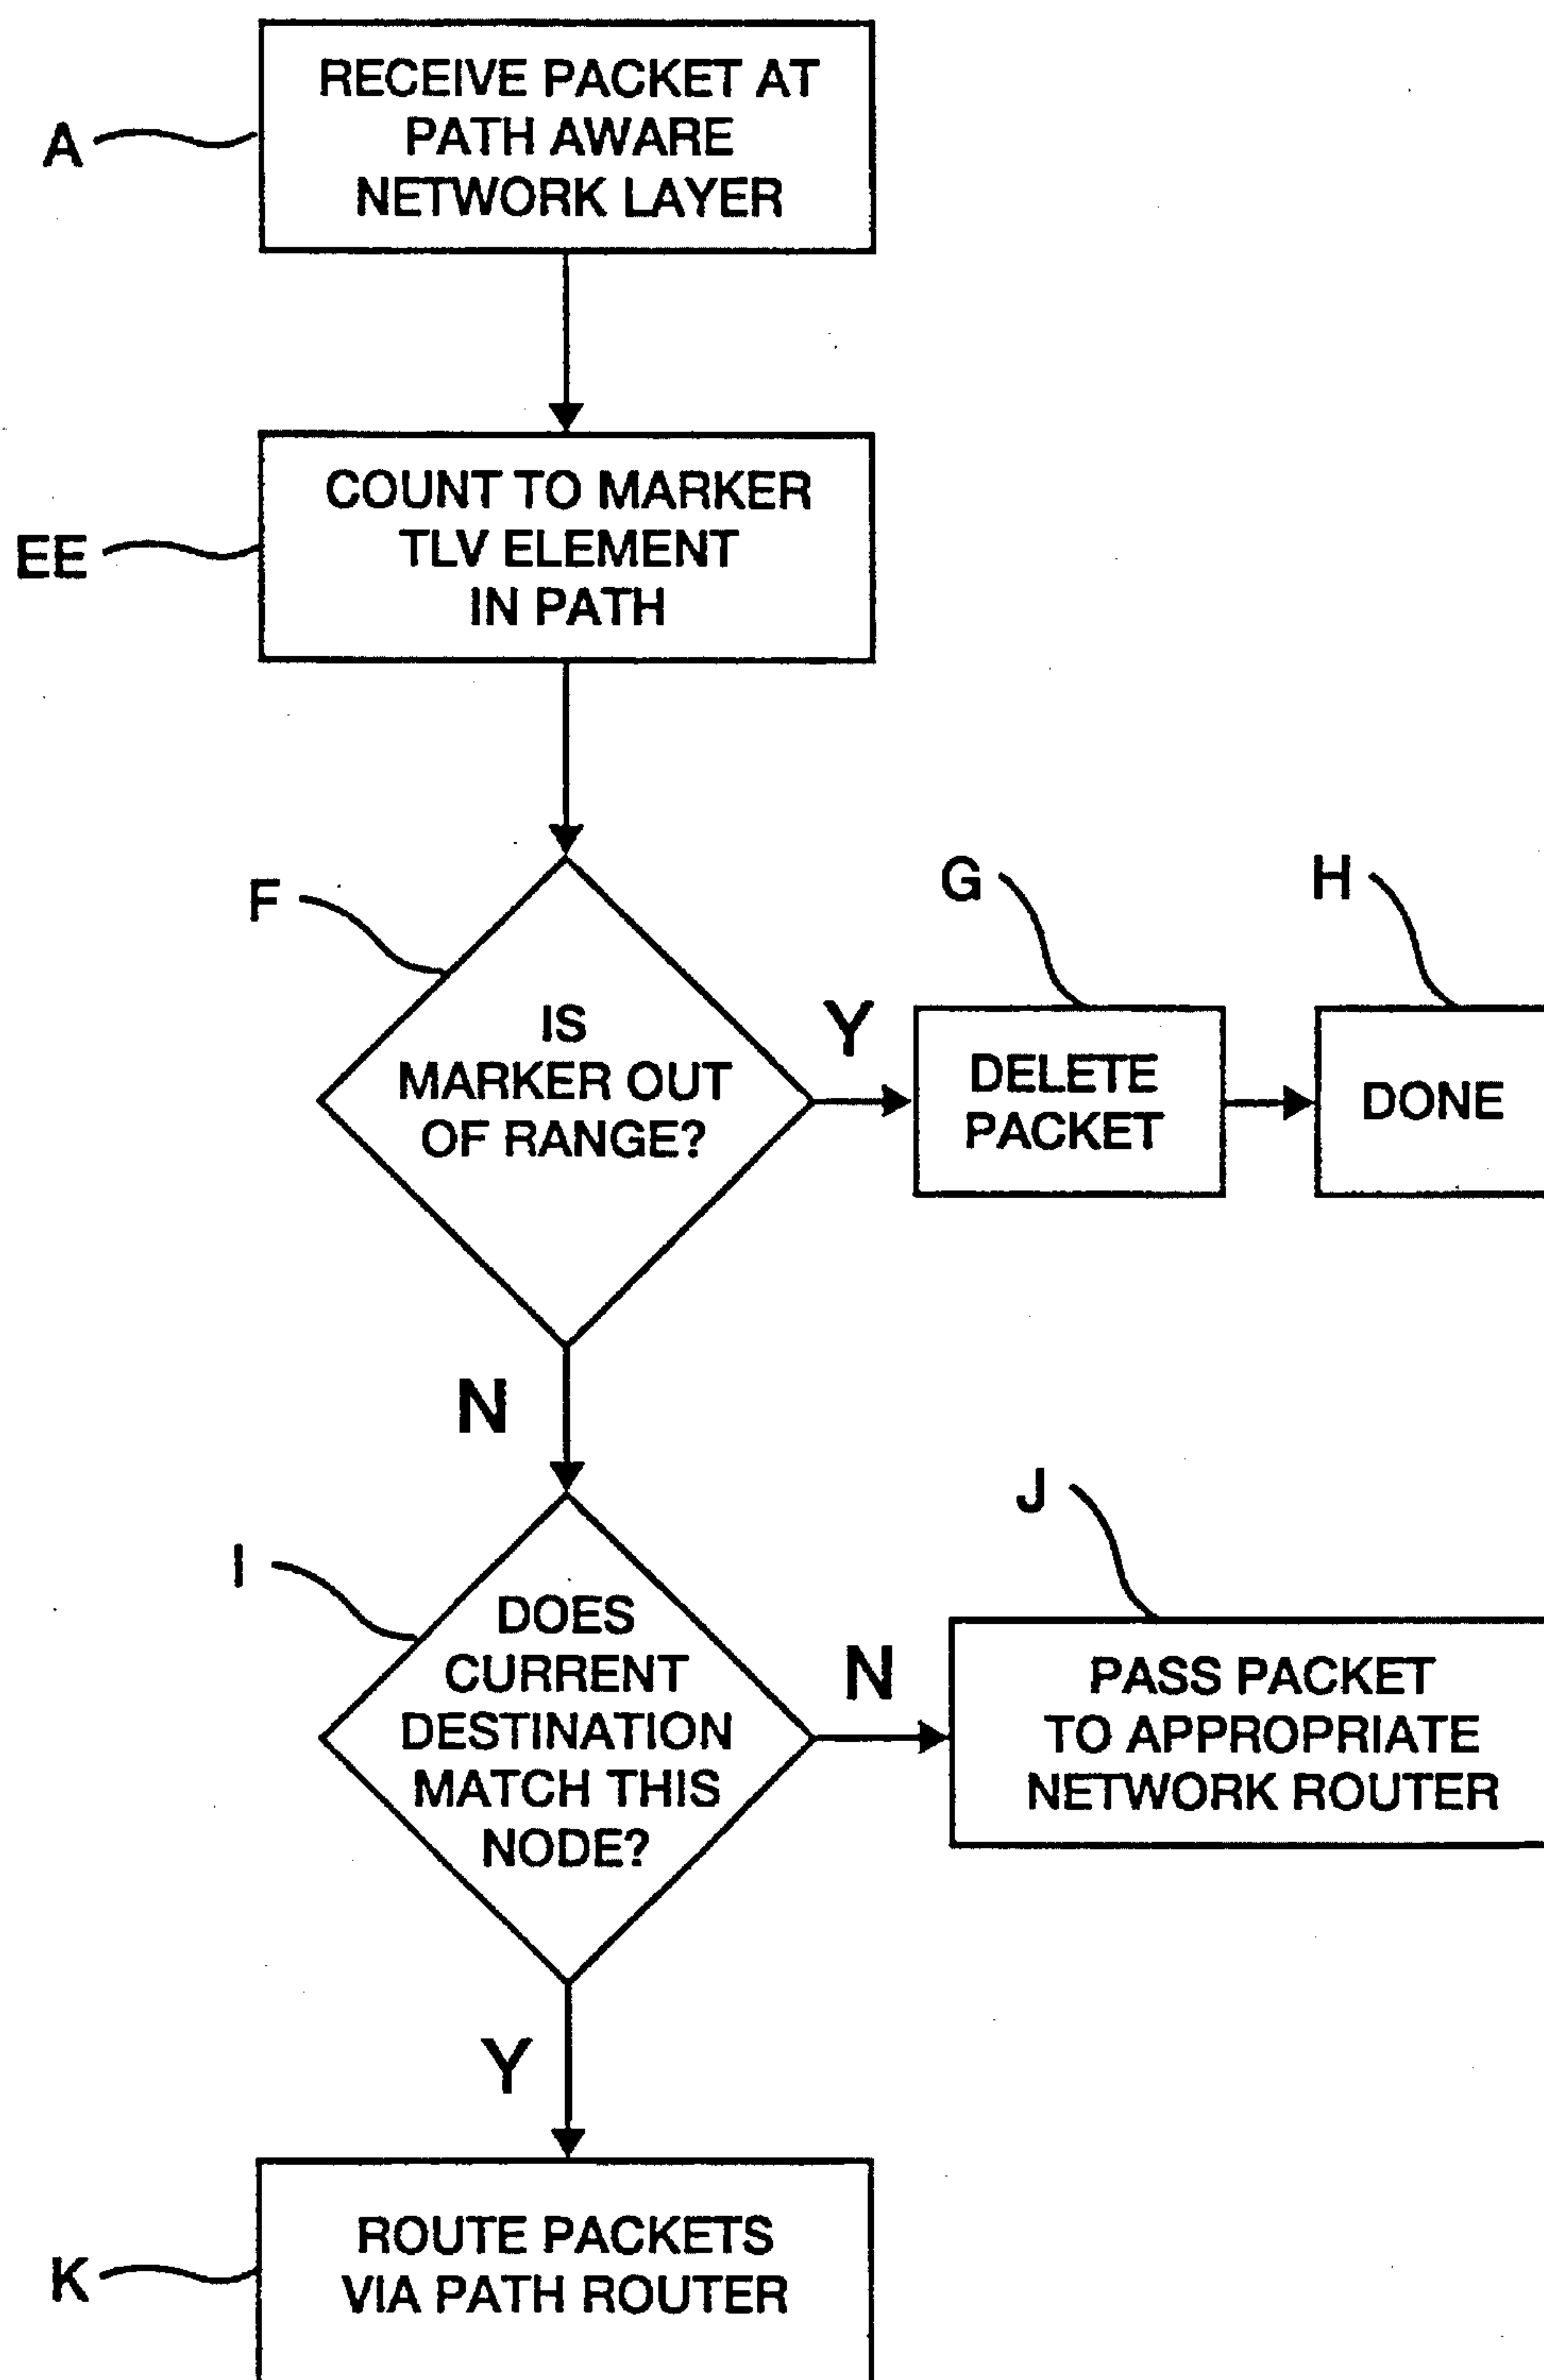 A
RECEIVE PACKET AT
PATH AWARE
NETWORK LAYER
EE
COUNT TO MARKER
TLV ELEMENT
IN PATH
F
IS
MARKER OUT
OF RANGE?
Y
G
DELETE
PACKET
H
DONE
N
I
DOES
CURRENT
DESTINATION
MATCH THIS
NODE?
N
J
PASS PACKET
TO APPROPRIATE
NETWORK ROUTER
Y
K
ROUTE PACKETS
VIA PATH ROUTER